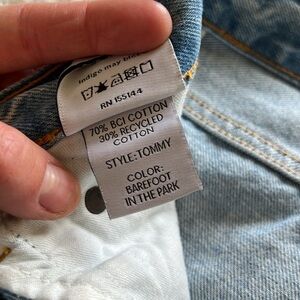 indigo may bleed
RN 155144
70% BCI COTTON
30% RECYCLED
COTTON
STYLE:TOMMY
COLOR:
BAREFOOT
IN THE PARK